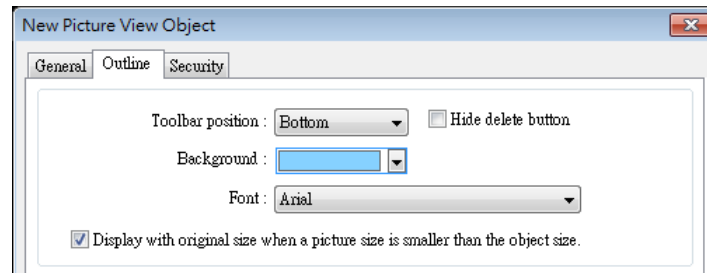 New Picture View Object
General Outline Security
Toolbar position : Bottom Hide delete button
Background :
Font : Arial
Display with original size when a picture size is smaller than the object size.